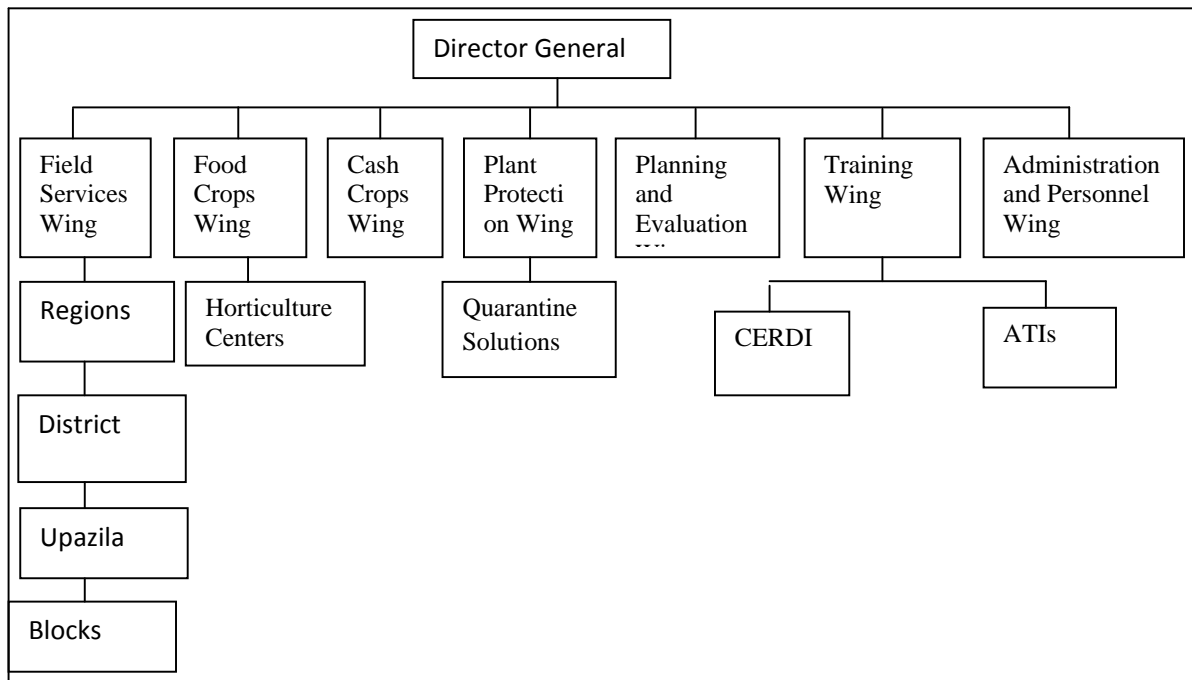 Director General
Field
Services
Wing
Food
Crops
Wing
Cash
Crops
Wing
Plant
Protecti
on Wing
Planning
and
Evaluation
Training
Wing
Administration
and Personnel
Wing
Regions
Horticulture
Centers
Quarantine
Solutions
CERDI
ATIs
District
Upazila
Blocks